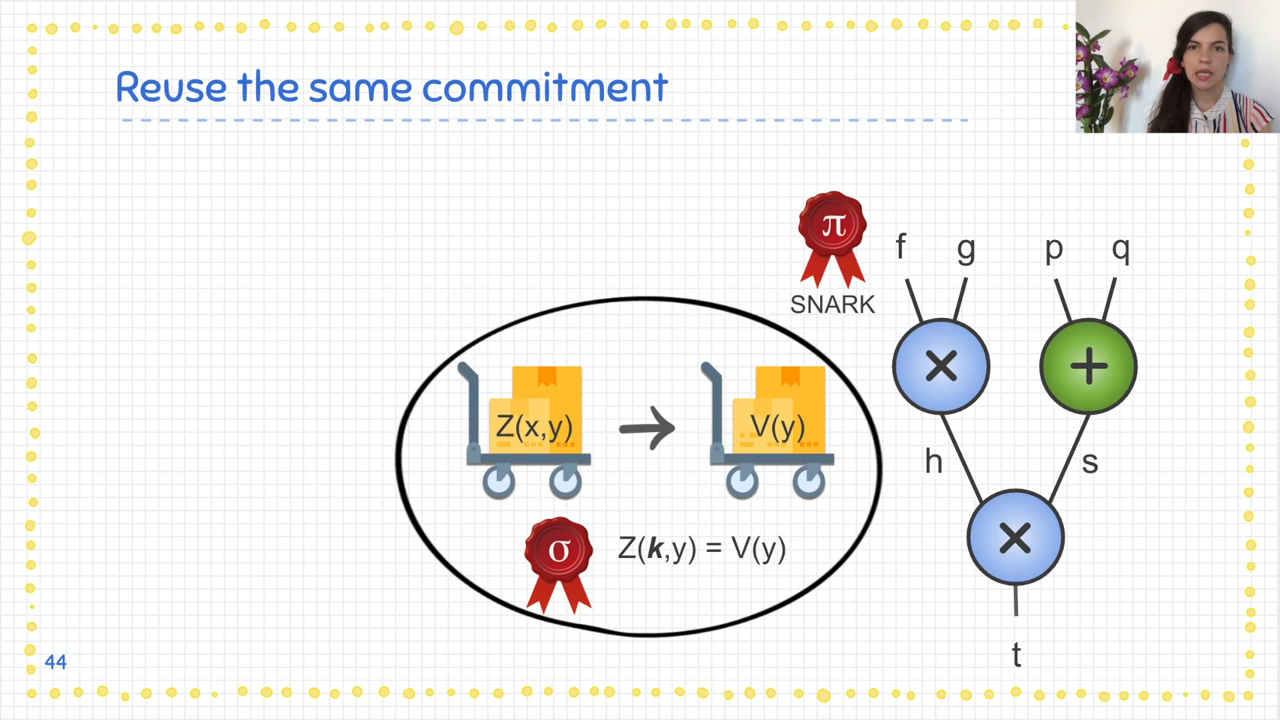 Reuse the same commitment
π
SNARK
f g p q
× +
Z(x,y) → V(y)
h s
σ Z(k,y) = V(y)
×
t
44